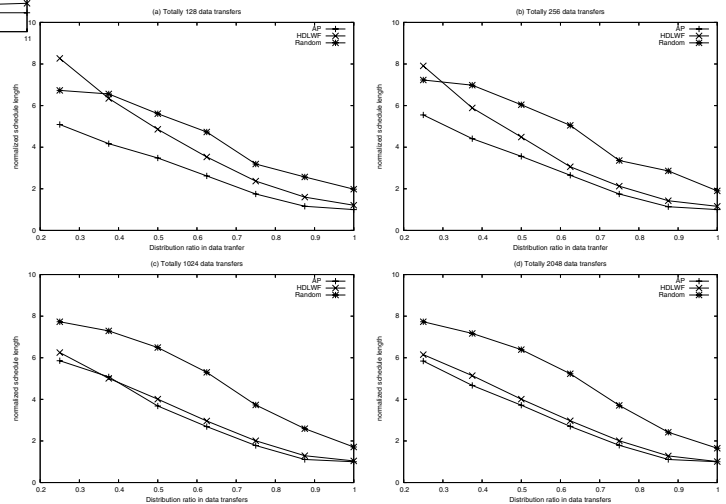 11
(a) Totally 128 data transfers
10
8
6
4
2
0
0.2 0.3 0.4 0.5 0.6 0.7 0.8 0.9 1
normalized schedule length
Distribution ratio in data tranfer
AP
HDLWF
Random
(b) Totally 256 data transfers
10
8
6
4
2
0
0.2 0.3 0.4 0.5 0.6 0.7 0.8 0.9 1
normalized schedule length
Distribution ratio in data tranfer
AP
HDLWF
Random
(c) Totally 1024 data transfers
10
8
6
4
2
0
0.2 0.3 0.4 0.5 0.6 0.7 0.8 0.9 1
normalized schedule length
Distribution ratio in data transfers
AP
HDLWF
Random
(d) Totally 2048 data transfers
10
8
6
4
2
0
0.2 0.3 0.4 0.5 0.6 0.7 0.8 0.9 1
normalized schedule length
Distribution ratio in data transfers
AP
HDLWF
Random